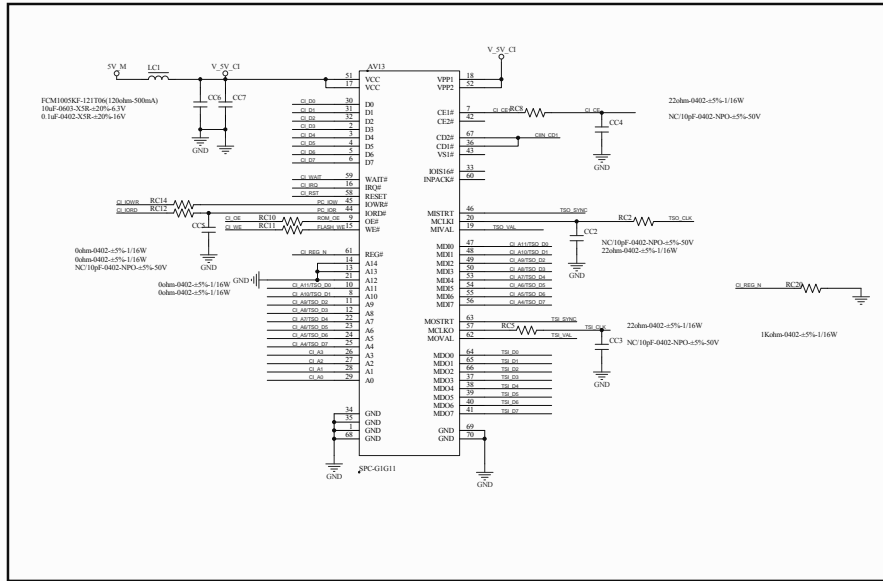 5V_M
LC1
V_5V_CI
AV13
V_5V_CI
FCM1005KF-121T06(120ohm-500mA)
10uF-0603-X5R-±20%-6.3V
0.1uF-0402-X5R-±20%-16V
CC6
CC7
GND
51 VCC
17 VCC
CI_D0 30 D0
CI_D1 31 D1
CI_D2 32 D2
CI_D3 2 D3
CI_D4 3 D4
CI_D5 4 D5
CI_D6 5 D6
CI_D7 6 D7
CI_WAIT 59 WAIT#
CI_IRQ 16 IRQ#
CI_RST 58 RESET
CI_IOWR RC14 PC_IOW 45 IOWR#
CI_IORD RC12 PC_IOR 44 IORD#
CI_OE RC10 ROM_OE 9 OE#
CI_WE RC11 FLASH_WE 15 WE#
CC5
GND
0ohm-0402-±5%-1/16W
0ohm-0402-±5%-1/16W
NC/10pF-0402-NPO-±5%-50V
0ohm-0402-±5%-1/16W
0ohm-0402-±5%-1/16W
CI_REG_N 61 REG#
14 A14
13 A13
GND 21 A12
CI_A11/TSO_D0 10 A11
CI_A10/TSO_D1 8 A10
CI_A9/TSO_D2 11 A9
CI_A8/TSO_D3 12 A8
CI_A7/TSO_D4 22 A7
CI_A6/TSO_D5 23 A6
CI_A5/TSO_D6 24 A5
CI_A4/TSO_D7 25 A4
CI_A3 26 A3
CI_A2 27 A2
CI_A1 28 A1
CI_A0 29 A0
34 GND
35 GND
1 GND
68 GND
GND
SPC-G1G11
VPP1 18
VPP2 52
CE1# 7 CI_CE1 RC8 CI_CE
CE2# 42
22ohm-0402-±5%-1/16W
CC4
NC/10pF-0402-NPO-±5%-50V
GND
CD2# 67 CIIN_CD1
CD1# 36
VS1# 43
IOIS16# 33
INPACK# 60
MISTRT 46 TSO_SYNC
MCLKI 20 RC2 TSO_CLK
MIVAL 19 TSO_VAL
CC2
NC/10pF-0402-NPO-±5%-50V
22ohm-0402-±5%-1/16W
GND
MDI0 47 CI_A11/TSO_D0
MDI1 48 CI_A10/TSO_D1
MDI2 49 CI_A9/TSO_D2
MDI3 50 CI_A8/TSO_D3
MDI4 53 CI_A7/TSO_D4
MDI5 54 CI_A6/TSO_D5
MDI6 55 CI_A5/TSO_D6
MDI7 56 CI_A4/TSO_D7
CI_REG_N RC29
1Kohm-0402-±5%-1/16W
MOSTRT 63 TSI_SYNC
MCLKO 57 RC5 TSI_CLK
MOVAL 62 TSI_VAL
22ohm-0402-±5%-1/16W
CC3
NC/10pF-0402-NPO-±5%-50V
GND
MDO0 64 TSI_D0
MDO1 65 TSI_D1
MDO2 66 TSI_D2
MDO3 37 TSI_D3
MDO4 38 TSI_D4
MDO5 39 TSI_D5
MDO6 40 TSI_D6
MDO7 41 TSI_D7
GND 69
GND 70
GND